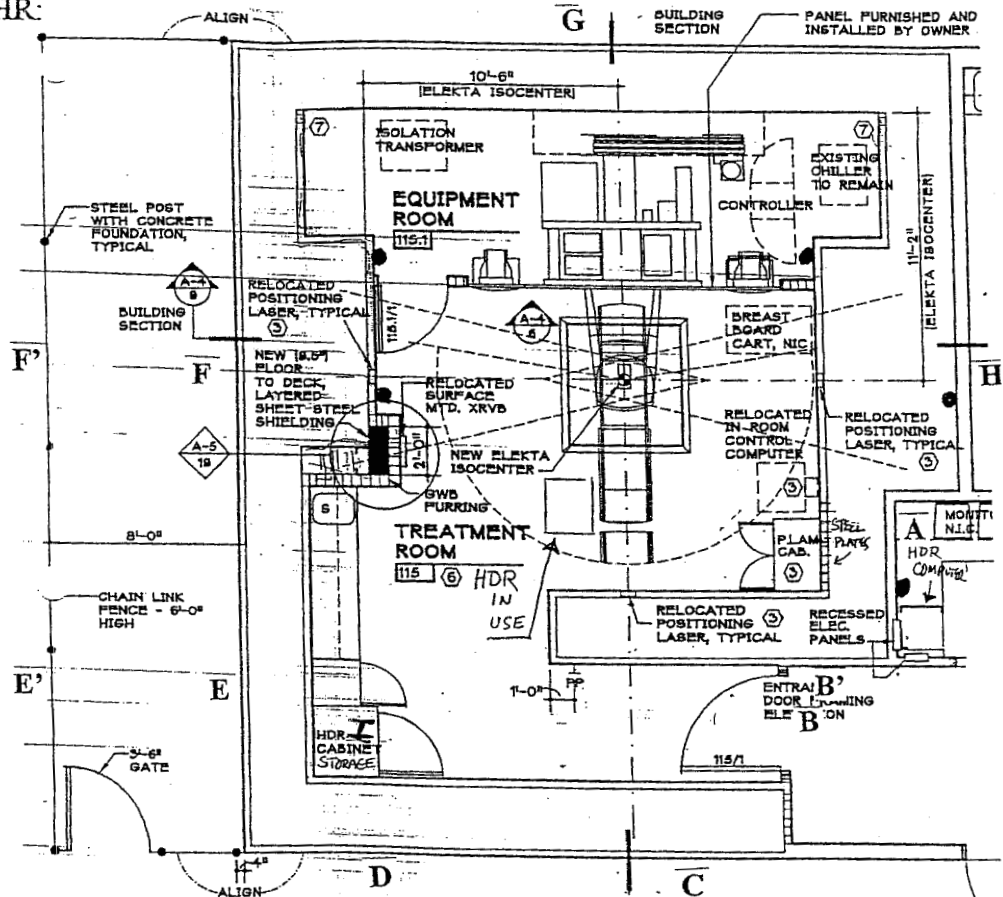 HR:
ALIGN
G
BUILDING
SECTION
PANEL FURNISHED AND
INSTALLED BY OWNER
10'-6"
[ELEKTA ISOCENTER]
7
ISOLATION
TRANSFORMER
7
EXISTING
CHILLER
TO REMAIN
CONTROLLER
EQUIPMENT
ROOM
115.1
11'-2"
[ELEKTA ISOCENTER]
STEEL POST
WITH CONCRETE
FOUNDATION,
TYPICAL
A-4
9
BUILDING
SECTION
RELOCATED
POSITIONING
LASER, TYPICAL
3
115.1/1
A-4
BREAST
BOARD
CART, NIC
F'
F
H
NEW [9.5"]
FLOOR
TO DECK,
LAYERED
SHEET STEEL
SHIELDING
RELOCATED
SURFACE
MTD. XRVB
2'-0"
RELOCATED
IN-ROOM
CONTROL
COMPUTER
3
RELOCATED
POSITIONING
LASER, TYPICAL
3
A-5
19
NEW ELEKTA
ISOCENTER
GWB
FURRING
S
8'-0"
TREATMENT
ROOM
115
6
HDR
IN
USE
P.LAM
CAB.
3
STEEL
PLATES
A
MONITO
N.I.C.
HDR
COMPUTER
CHAIN LINK
FENCE - 6'-0"
HIGH
RELOCATED
POSITIONING
LASER, TYPICAL
3
RECESSED
ELEC.
PANELS
E'
E
1'-0"
PP
B'
B
DOOR
I
HDR
CABINET
STORAGE
3'-6"
GATE
115/1
4"
ALIGN
D
C